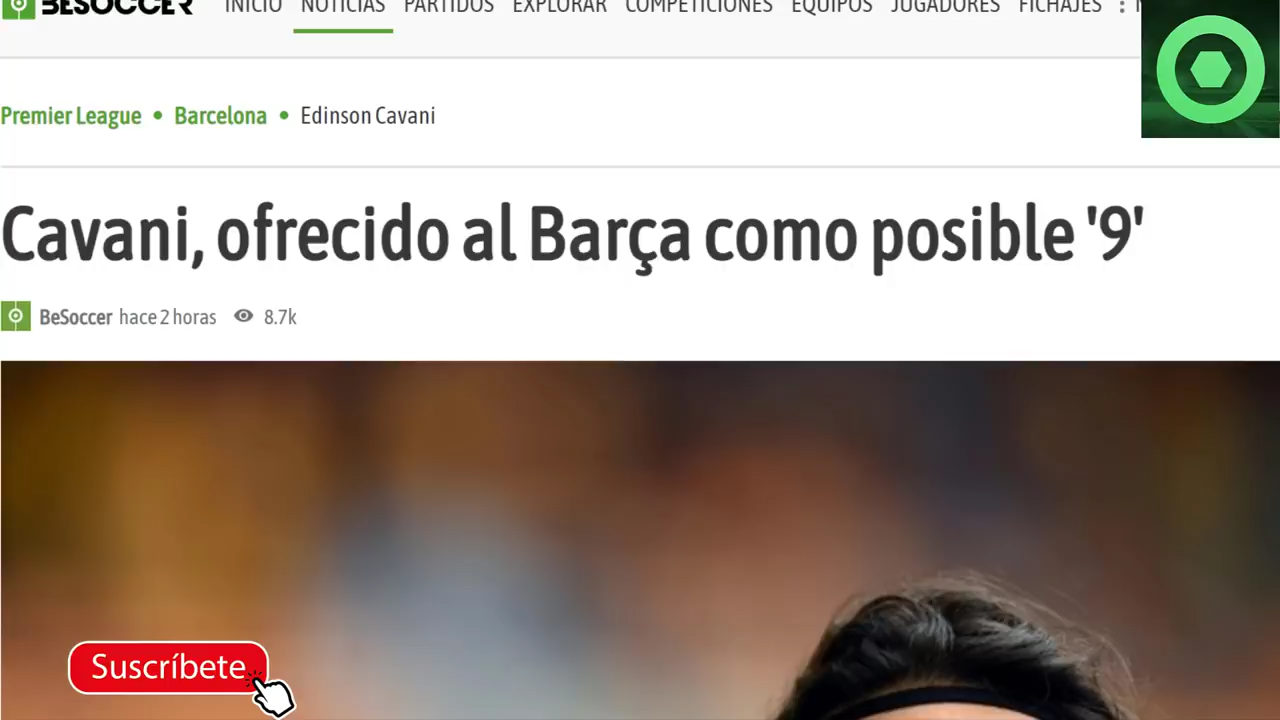 BESOCCER INICIO NOTICIAS PARTIDOS EXPLORAR COMPETICIONES EQUIPOS JUGADORES FICHAJES
Premier League • Barcelona • Edinson Cavani
Cavani, ofrecido al Barça como posible '9'
BeSoccer hace 2 horas 8.7k
Suscríbete